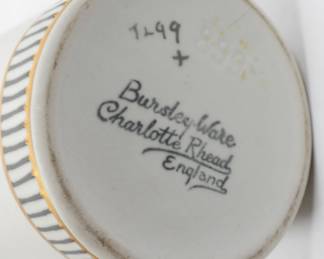 TL99
+
Bursley Ware
Charlotte Rhead
England